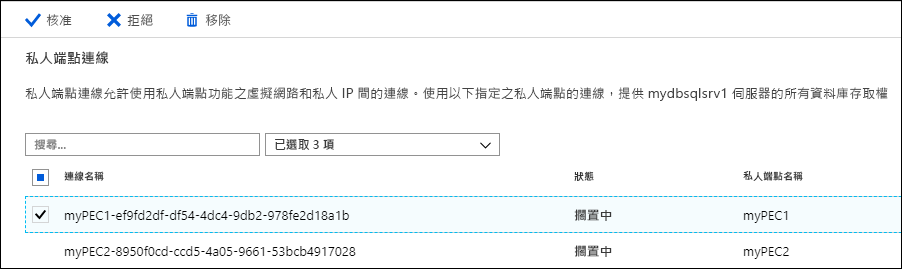 核准 拒絕 移除
私人端點連線
私人端點連線允許使用私人端點功能之虛擬網路和私人 IP 間的連線。使用以下指定之私人端點的連線，提供 mydbsqlsrv1 伺服器的所有資料庫存取權
搜尋... 已選取 3 項
連線名稱 狀態 私人端點名稱
myPEC1-ef9fd2df-df54-4dc4-9db2-978fe2d18a1b 擱置中 myPEC1
myPEC2-8950f0cd-ccd5-4a05-9661-53bcb4917028 擱置中 myPEC2